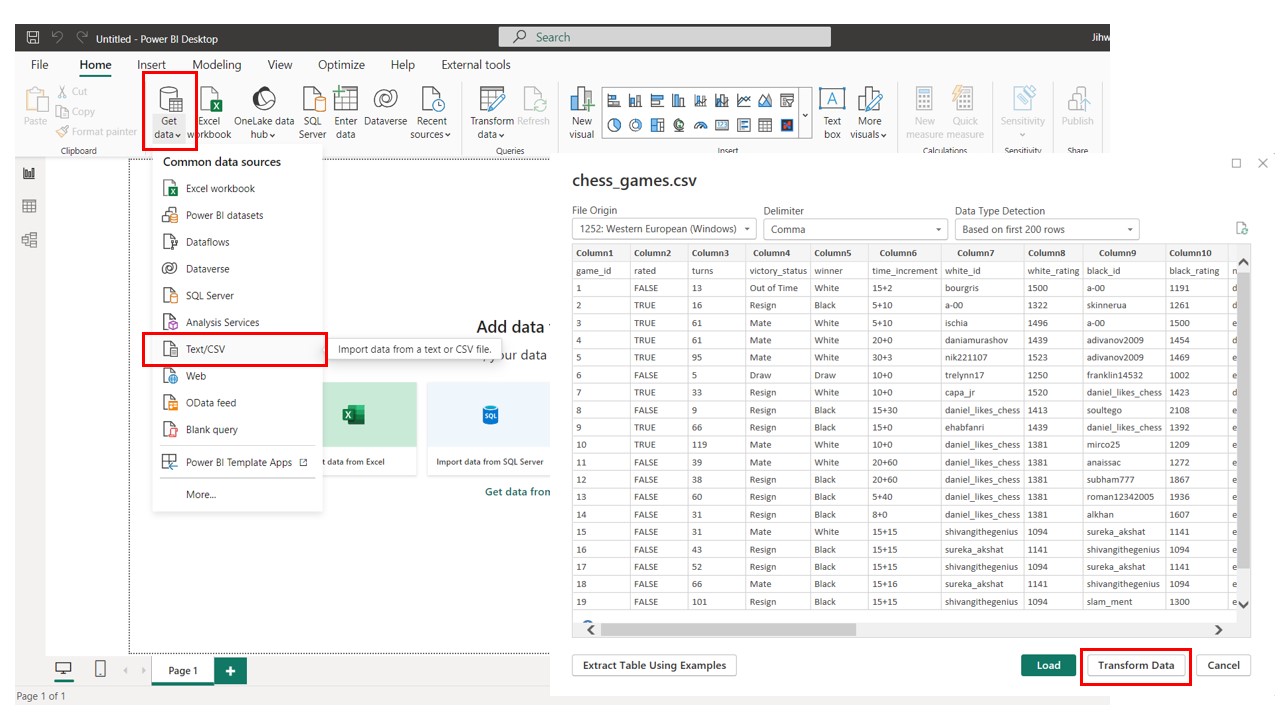 Untitled - Power BI Desktop
Search
Jihw
File Home Insert Modeling View Optimize Help External tools
Paste
Cut
Copy
Format painter
Clipboard
Get data
Excel workbook
OneLake data hub
SQL Server
Enter data
Dataverse
Recent sources
Transform data
Refresh
Queries
New visual
Text box
More visuals
Insert
New measure
Quick measure
Calculations
Sensitivity
Sensitivity
Publish
Share
Common data sources
Excel workbook
Power BI datasets
Dataflows
Dataverse
SQL Server
Analysis Services
Text/CSV
Import data from a text or CSV file.
Web
OData feed
Blank query
Power BI Template Apps
More...
Add data
your data
data from Excel
SQL
Import data from SQL Server
Get data from
Page 1
Page 1 of 1
chess_games.csv
File Origin Delimiter Data Type Detection
1252: Western European (Windows) Comma Based on first 200 rows
Column1 Column2 Column3 Column4 Column5 Column6 Column7 Column8 Column9 Column10
game_id rated turns victory_status winner time_increment white_id white_rating black_id black_rating
1 FALSE 13 Out of Time White 15+2 bourgris 1500 a-00 1191 d
2 TRUE 16 Resign Black 5+10 a-00 1322 skinnerua 1261 d
3 TRUE 61 Mate White 5+10 ischia 1496 a-00 1500 e
4 TRUE 61 Mate White 20+0 daniamurashov 1439 adivanov2009 1454 d
5 TRUE 95 Mate White 30+3 nik221107 1523 adivanov2009 1469 e
6 FALSE 5 Draw Draw 10+0 trelynn17 1250 franklin14532 1002 e
7 TRUE 33 Resign White 10+0 capa_jr 1520 daniel_likes_chess 1423 d
8 FALSE 9 Resign Black 15+30 daniel_likes_chess 1413 soultego 2108 e
9 TRUE 66 Resign Black 15+0 ehabfanri 1439 daniel_likes_chess 1392 e
10 TRUE 119 Mate White 10+0 daniel_likes_chess 1381 mirco25 1209 e
11 FALSE 39 Mate White 20+60 daniel_likes_chess 1381 anaissac 1272 e
12 FALSE 38 Resign Black 20+60 daniel_likes_chess 1381 subham777 1867 e
13 FALSE 60 Resign Black 5+40 daniel_likes_chess 1381 roman12342005 1936 e
14 FALSE 31 Resign Black 8+0 daniel_likes_chess 1381 alkhan 1607 e
15 FALSE 31 Mate White 15+15 shivangithegenius 1094 sureka_akshat 1141 e
16 FALSE 43 Resign Black 15+15 sureka_akshat 1141 shivangithegenius 1094 e
17 FALSE 52 Resign Black 15+15 shivangithegenius 1094 sureka_akshat 1141 e
18 FALSE 66 Mate Black 15+16 sureka_akshat 1141 shivangithegenius 1094 e
19 FALSE 101 Resign Black 15+15 shivangithegenius 1094 slam_ment 1300 e
Extract Table Using Examples
Load
Transform Data
Cancel